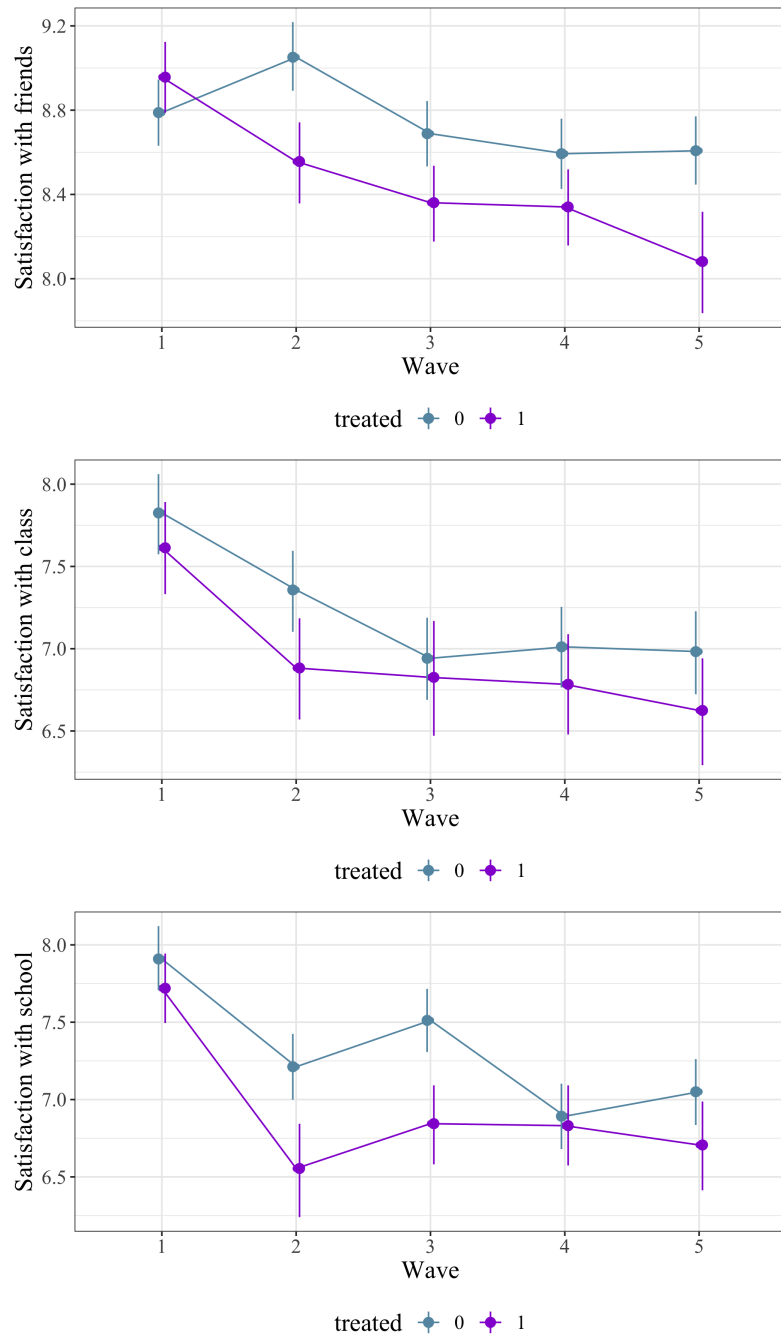 Satisfaction with friends
9.2
8.8
8.4
8.0
1 2 3 4 5
Wave
treated 0 1
Satisfaction with class
8.0
7.5
7.0
6.5
1 2 3 4 5
Wave
treated 0 1
Satisfaction with school
8.0
7.5
7.0
6.5
1 2 3 4 5
Wave
treated 0 1